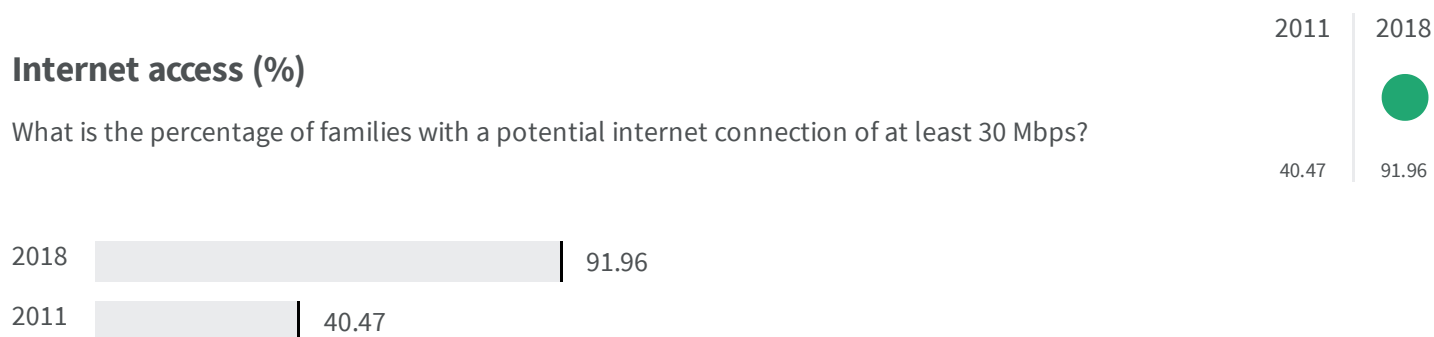 2011 2018
Internet access (%)
What is the percentage of families with a potential internet connection of at least 30 Mbps?
40.47 91.96
2018 91.96
2011 40.47